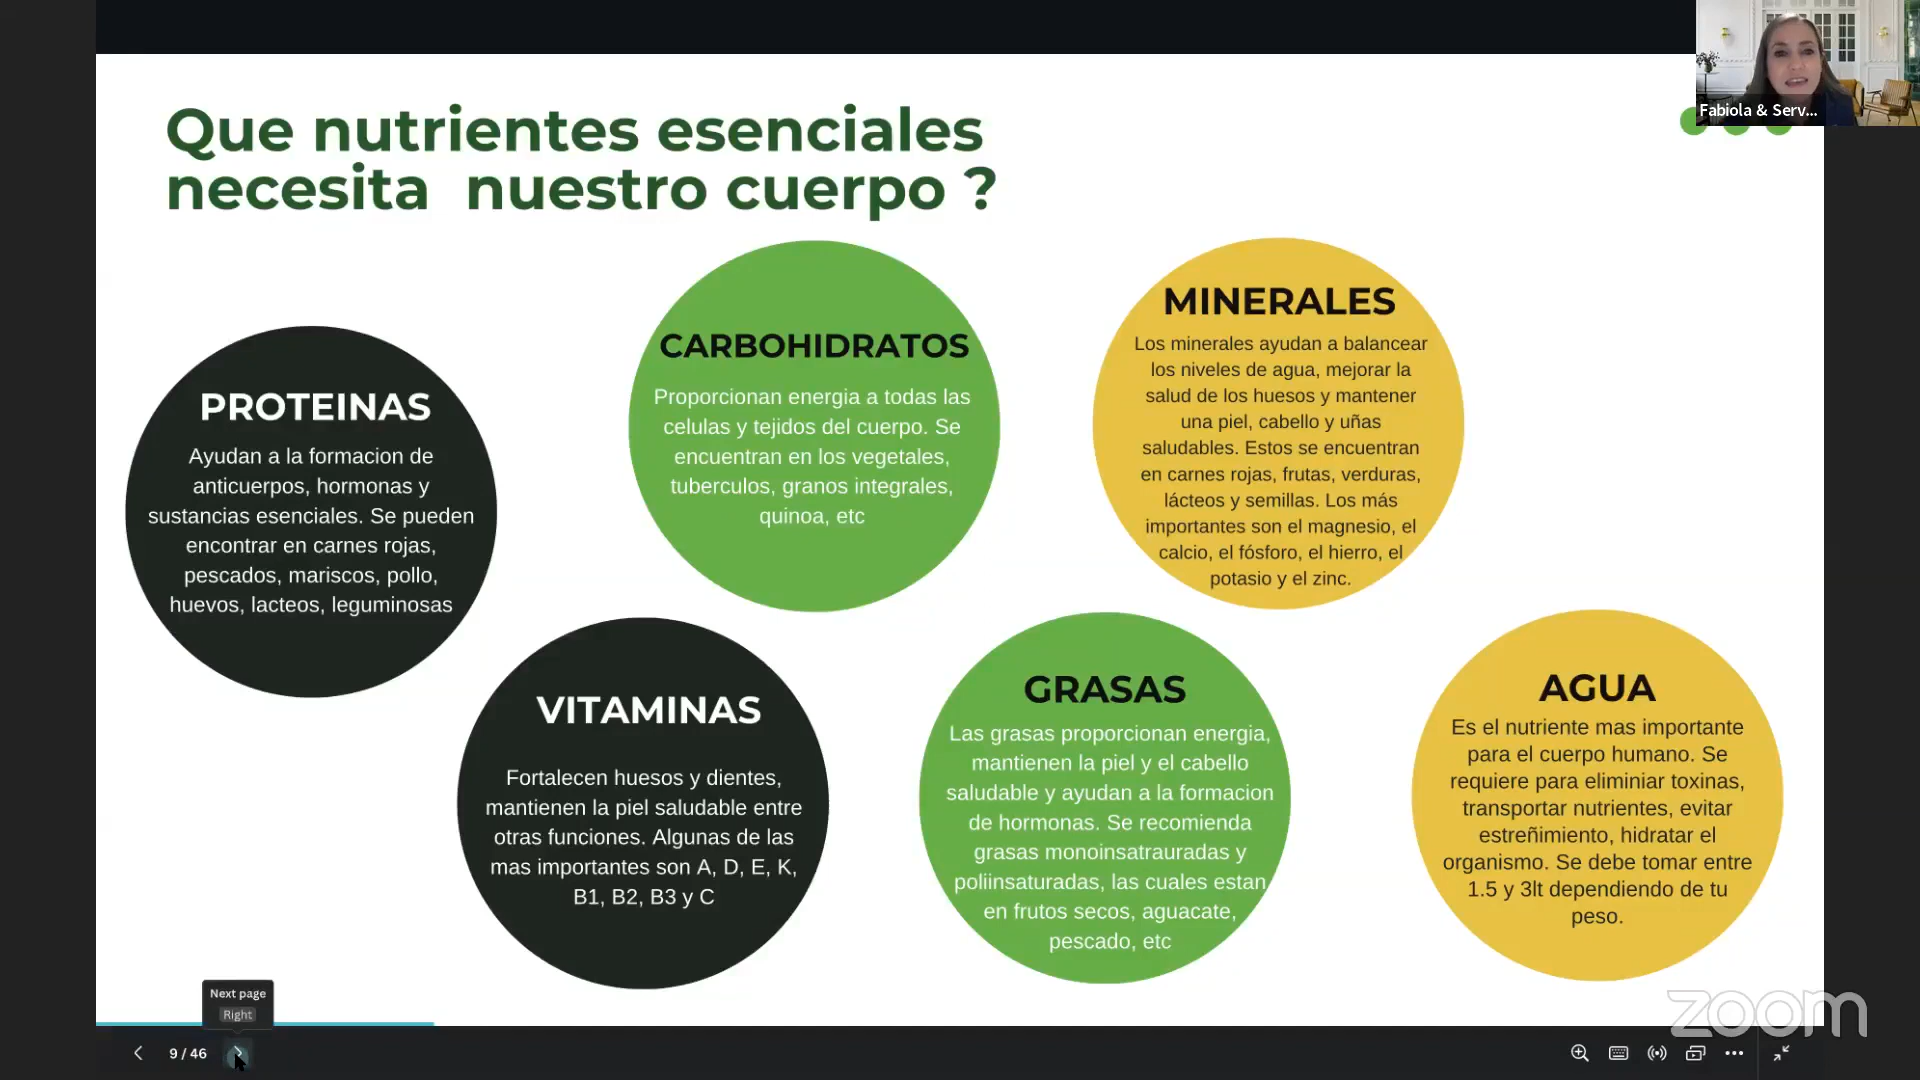 Fabiola & Serv...
Que nutrientes esenciales
necesita nuestro cuerpo ?
PROTEINAS
Ayudan a la formacion de
anticuerpos, hormonas y
sustancias esenciales. Se pueden
encontrar en carnes rojas,
pescados, mariscos, pollo,
huevos, lacteos, leguminosas
CARBOHIDRATOS
Proporcionan energia a todas las
celulas y tejidos del cuerpo. Se
encuentran en los vegetales,
tuberculos, granos integrales,
quinoa, etc
MINERALES
Los minerales ayudan a balancear
los niveles de agua, mejorar la
salud de los huesos y mantener
una piel, cabello y uñas
saludables. Estos se encuentran
en carnes rojas, frutas, verduras,
lácteos y semillas. Los más
importantes son el magnesio, el
calcio, el fósforo, el hierro, el
potasio y el zinc.
VITAMINAS
Fortalecen huesos y dientes,
mantienen la piel saludable entre
otras funciones. Algunas de las
mas importantes son A, D, E, K,
B1, B2, B3 y C
GRASAS
Las grasas proporcionan energia,
mantienen la piel y el cabello
saludable y ayudan a la formacion
de hormonas. Se recomienda
grasas monoinsatrauradas y
poliinsaturadas, las cuales estan
en frutos secos, aguacate,
pescado, etc
AGUA
Es el nutriente mas importante
para el cuerpo humano. Se
requiere para eliminiar toxinas,
transportar nutrientes, evitar
estreñimiento, hidratar el
organismo. Se debe tomar entre
1.5 y 3lt dependiendo de tu
peso.
Next page
Right
9 / 46
zoom